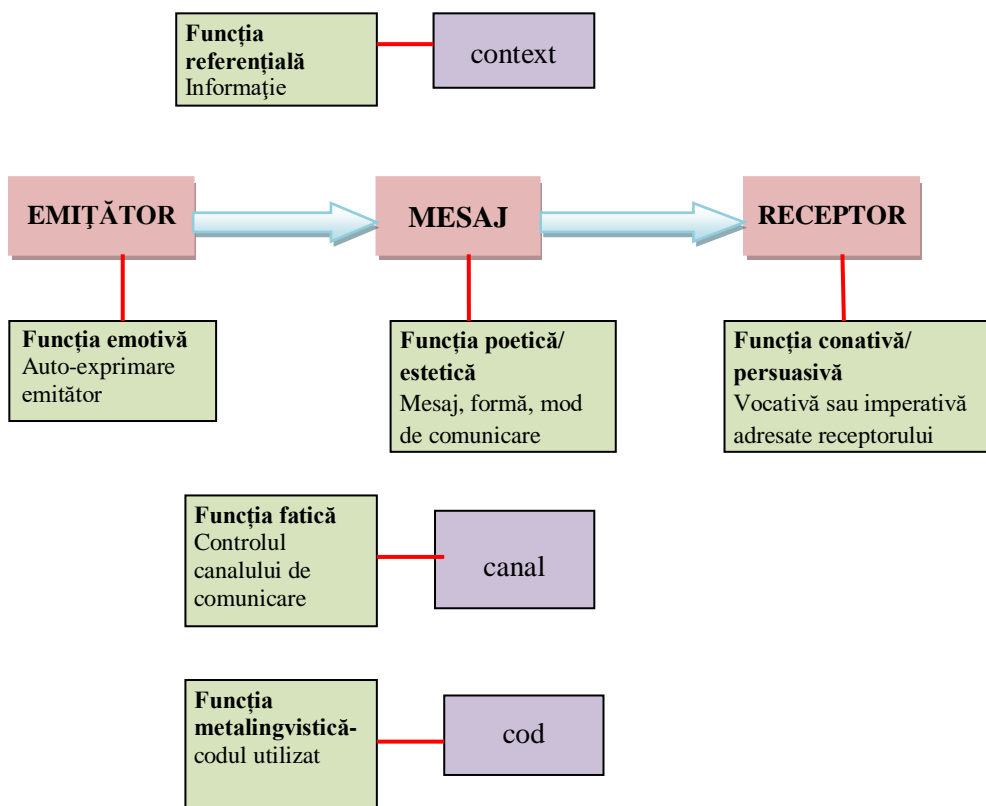 Funcția
referențială
Informaţie
context
EMIŢĂTOR
MESAJ
RECEPTOR
Funcția emotivă
Auto-exprimare
emitător
Funcția poetică/
estetică
Mesaj, formă, mod
de comunicare
Funcția conativă/
persuasivă
Vocativă sau imperativă
adresate receptorului
Funcția fatică
Controlul
canalului de
comunicare
canal
Funcția
metalingvistică-
codul utilizat
cod